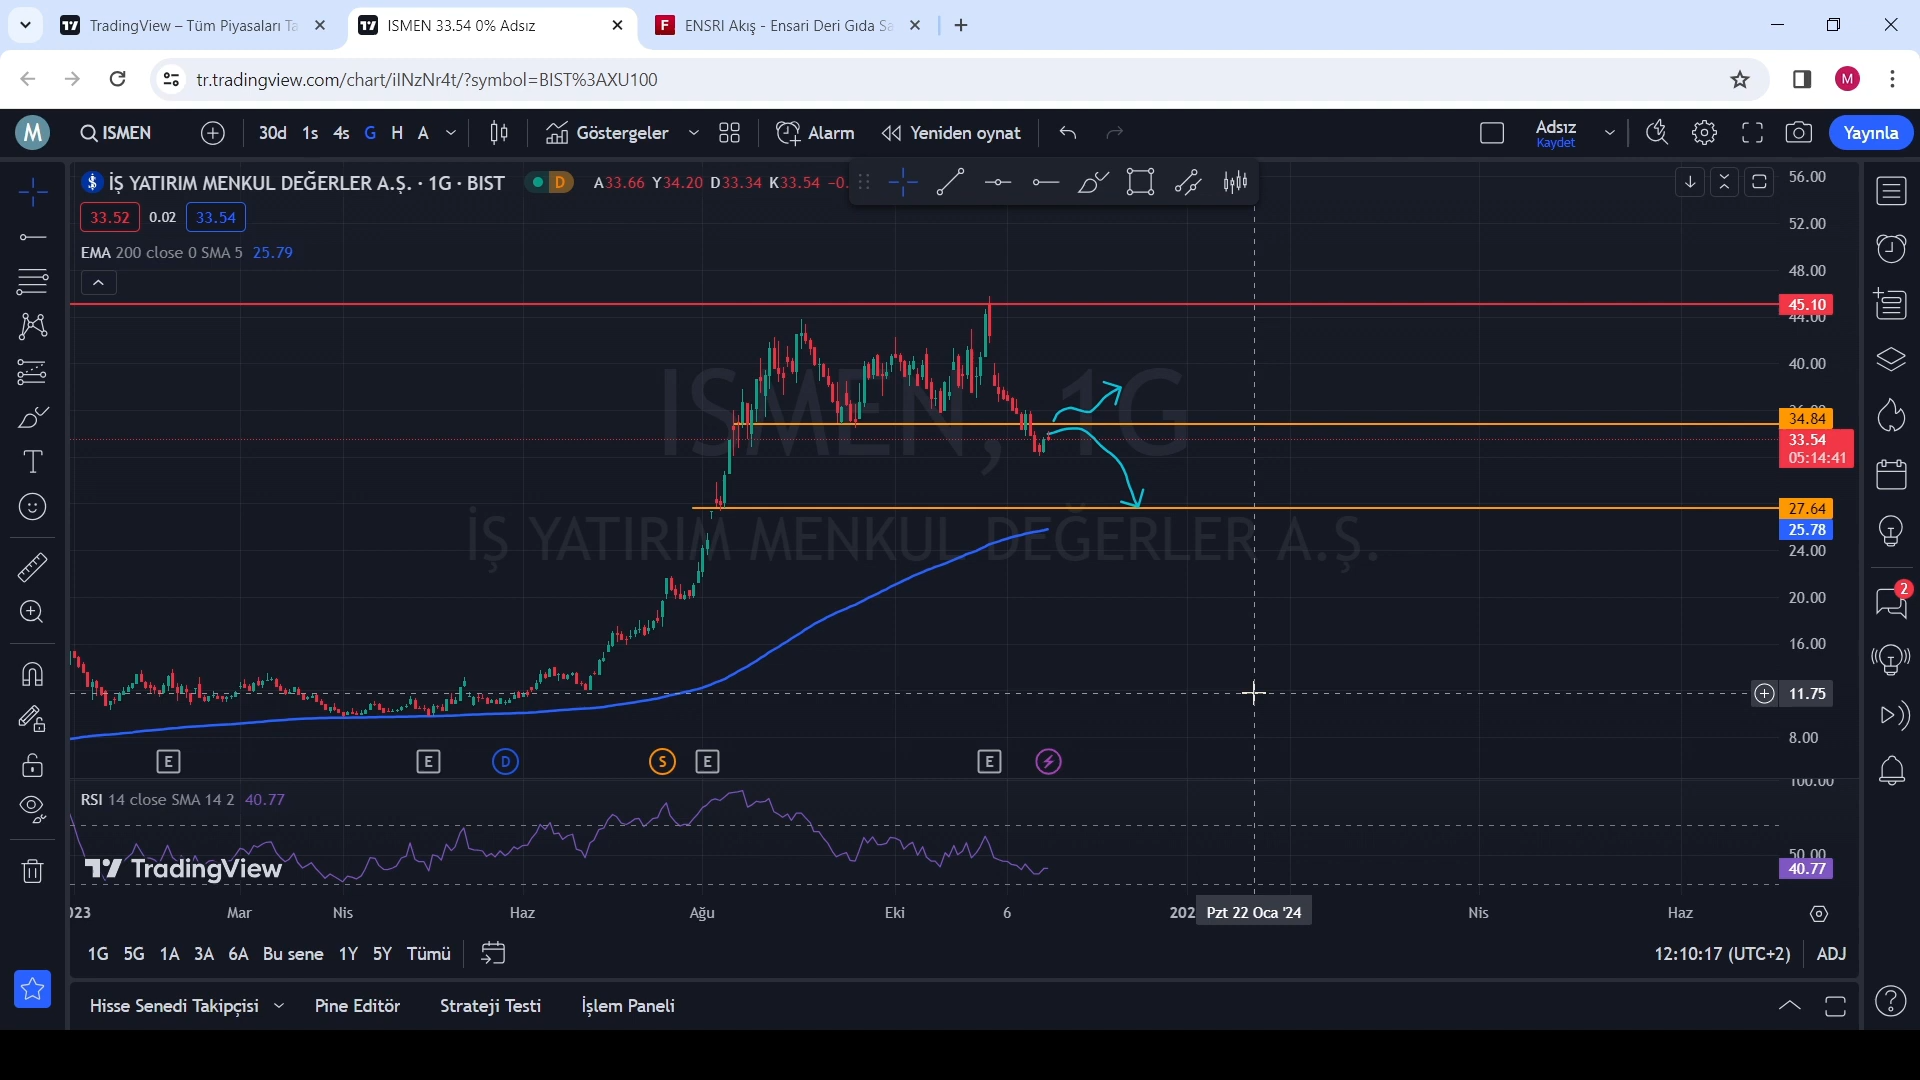 TradingView – Tüm Piyasaları Ta
ISMEN 33.54 0% Adsız
F
ENSRI Akış - Ensari Deri Gıda Sa
tr.tradingview.com/chart/iINzNr4t/?symbol=BIST%3AXU100
M
M
ISMEN
30d 1s 4s G H A
Göstergeler
Alarm
Yeniden oynat
Adsız
Kaydet
Yayınla
İŞ YATIRIM MENKUL DEĞERLER A.Ş. · 1G · BIST
D
A33.66 Y34.20 D33.34 K33.54 −0.
33.52 0.02 33.54
EMA 200 close 0 SMA 5 25.79
ISMEN, 1G
İŞ YATIRIM MENKUL DEĞERLER A.Ş.
56.00
52.00
48.00
45.10
44.00
40.00
34.84
33.54
05:14:41
27.64
25.78
24.00
20.00
16.00
11.75
8.00
2
E E D S E E
RSI 14 close SMA 14 2 40.77
100.00
50.00
40.77
TradingView
023 Mar Nis Haz Ağu Eki 6 202 Pzt 22 Oca '24 Nis Haz
1G 5G 1A 3A 6A Bu sene 1Y 5Y Tümü
12:10:17 (UTC+2) ADJ
Hisse Senedi Takipçisi Pine Editör Strateji Testi İşlem Paneli